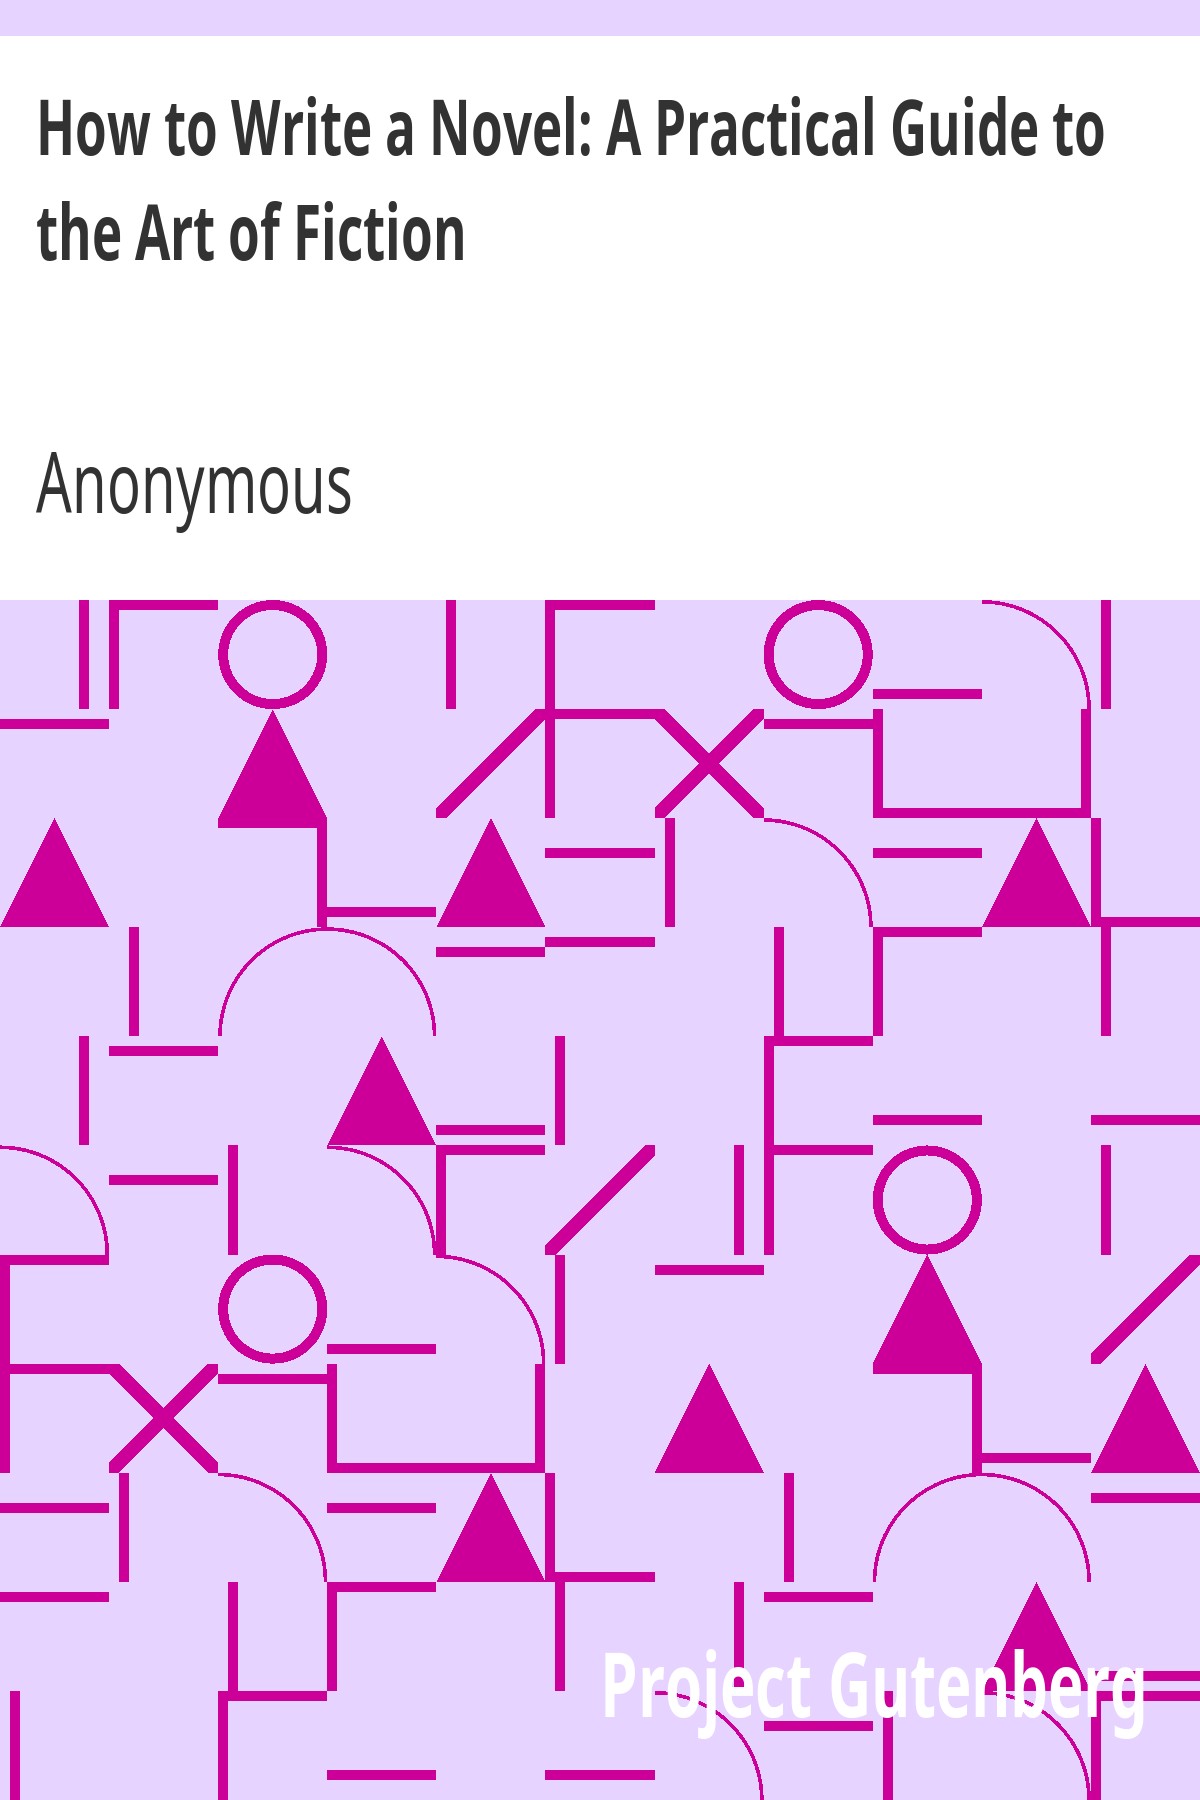 How to Write a Novel: A Practical Guide to
the Art of Fiction
Anonymous
Project Gutenberg